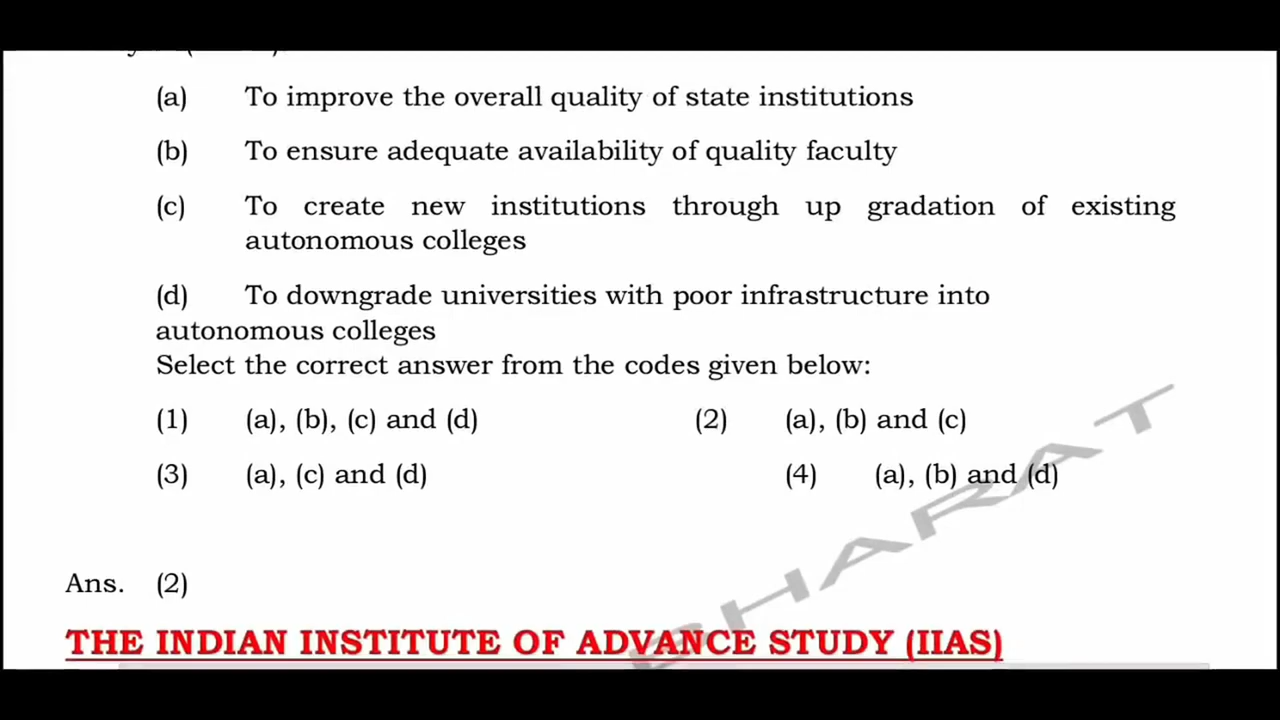 (a) To improve the overall quality of state institutions
(b) To ensure adequate availability of quality faculty
(c) To create new institutions through up gradation of existing
autonomous colleges
(d) To downgrade universities with poor infrastructure into
autonomous colleges
Select the correct answer from the codes given below:
(1) (a), (b), (c) and (d) (2) (a), (b) and (c)
(3) (a), (c) and (d) (4) (a), (b) and (d)
BHARAT
Ans. (2)
THE INDIAN INSTITUTE OF ADVANCE STUDY (IIAS)